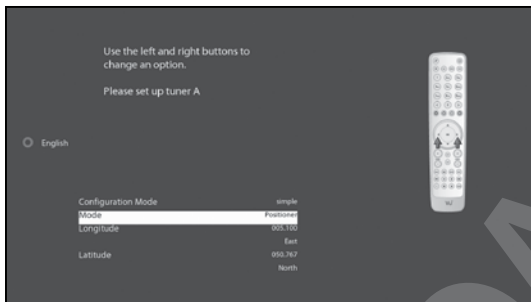 Use the left and right buttons to
change an option.
Please set up tuner A
English
Configuration Mode simple
Mode Positioner
Longitude 005.100
East
Latitude 050.767
North